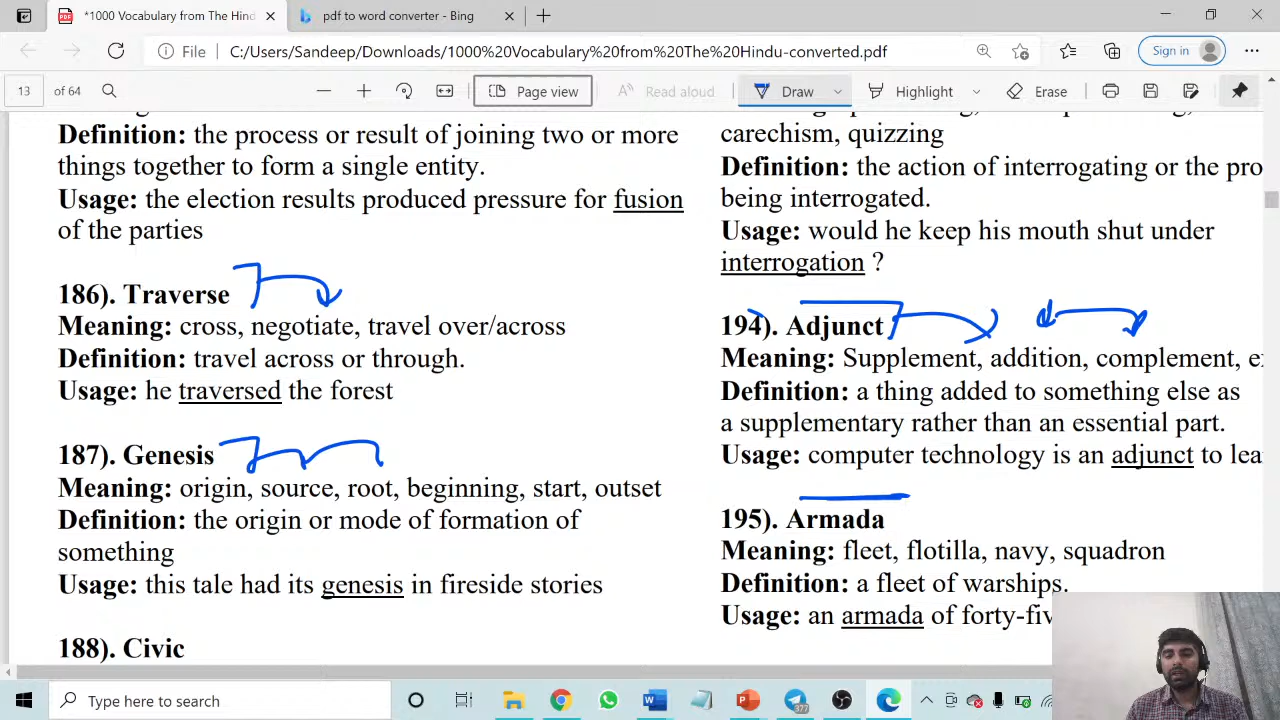 *1000 Vocabulary from The Hind
pdf to word converter - Bing
File
C:/Users/Sandeep/Downloads/1000%20Vocabulary%20from%20The%20Hindu-converted.pdf
Sign in
13 of 64
Page view
Read aloud
Draw
Highlight
Erase
Definition: the process or result of joining two or more
things together to form a single entity.
Usage: the election results produced pressure for fusion
of the parties
186). Traverse
Meaning: cross, negotiate, travel over/across
Definition: travel across or through.
Usage: he traversed the forest
187). Genesis
Meaning: origin, source, root, beginning, start, outset
Definition: the origin or mode of formation of
something
Usage: this tale had its genesis in fireside stories
188). Civic
carechism, quizzing
Definition: the action of interrogating or the pro
being interrogated.
Usage: would he keep his mouth shut under
interrogation ?
194). Adjunct
Meaning: Supplement, addition, complement, e
Definition: a thing added to something else as
a supplementary rather than an essential part.
Usage: computer technology is an adjunct to lea
195). Armada
Meaning: fleet, flotilla, navy, squadron
Definition: a fleet of warships.
Usage: an armada of forty-fiv
Type here to search
377